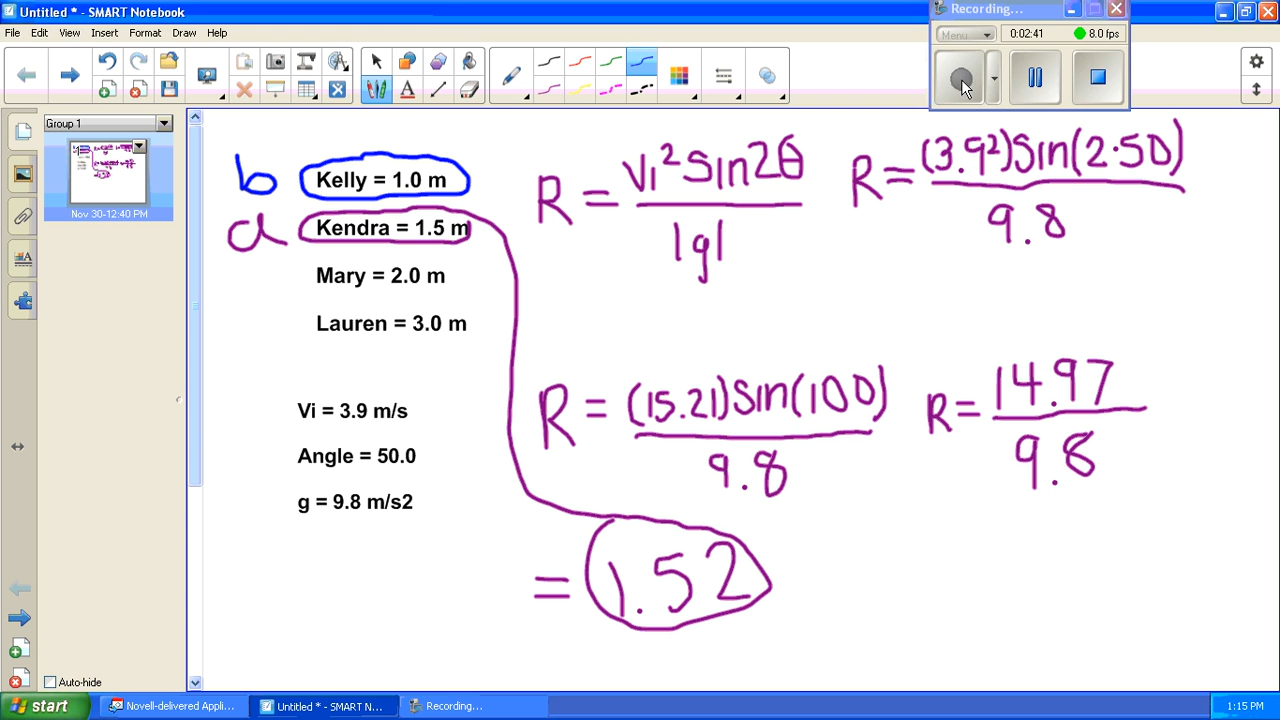 Untitled * - SMART Notebook
Recording...
File Edit View Insert Format Draw Help
Menu
0:02:41
8.0 fps
Group 1
Nov 30-12:40 PM
b Kelly = 1.0 m
a Kendra = 1.5 m
Mary = 2.0 m
Lauren = 3.0 m
Vi = 3.9 m/s
Angle = 50.0
g = 9.8 m/s2
R = Vi² Sin2θ
|g|
R = (3.9²)Sin(2·50)
9.8
R = (15.21)Sin(100)
9.8
R = 14.97
9.8
= 1.52
Auto-hide
start
Novell-delivered Appli...
Untitled * - SMART N...
Recording...
1:15 PM